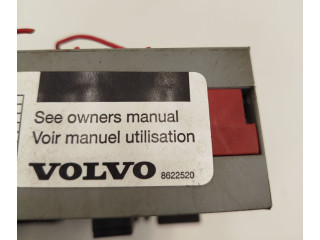 See owners manual
Voir manuel utilisation
VOLVO
8622520